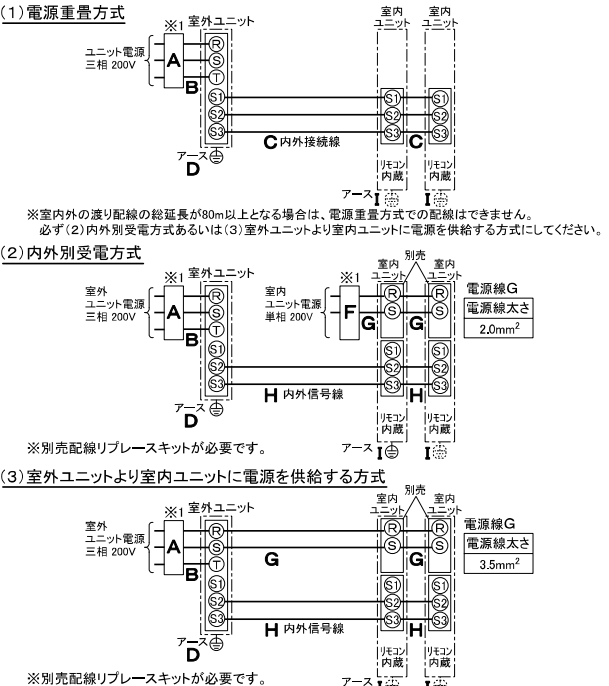 (1)電源重畳方式
※1 室外ユニット
室内ユニット 室内ユニット
ユニット電源
三相 200V
A
B
R
S
T
S1
S2
S3
S1 S1
S2 S2
S3 S3
C 内外接続線
C
アース
D
リモコン内蔵 リモコン内蔵
アース I I
※室内外の渡り配線の総延長が80m以上となる場合は、電源重畳方式での配線はできません。
必ず(2)内外別受電方式あるいは(3)室外ユニットより室内ユニットに電源を供給する方式にしてください。
(2)内外別受電方式
※1 室外ユニット
※1
別売
室内ユニット 室内ユニット
室外
ユニット電源
三相 200V
A
B
R
S
T
S1
S2
S3
室内
ユニット電源
単相 200V
F
G
G
R R
S S
S1 S1
S2 S2
S3 S3
電源線G
電源線太さ
2.0mm²
H 内外信号線
H
アース
D
リモコン内蔵 リモコン内蔵
アース I I
※別売配線リプレースキットが必要です。
(3)室外ユニットより室内ユニットに電源を供給する方式
※1 室外ユニット
別売
室内ユニット 室内ユニット
室外
ユニット電源
三相 200V
A
B
R
S
T
S1
S2
S3
G
G
R R
S S
S1 S1
S2 S2
S3 S3
電源線G
電源線太さ
3.5mm²
H 内外信号線
H
アース
D
リモコン内蔵 リモコン内蔵
アース I I
※別売配線リプレースキットが必要です。